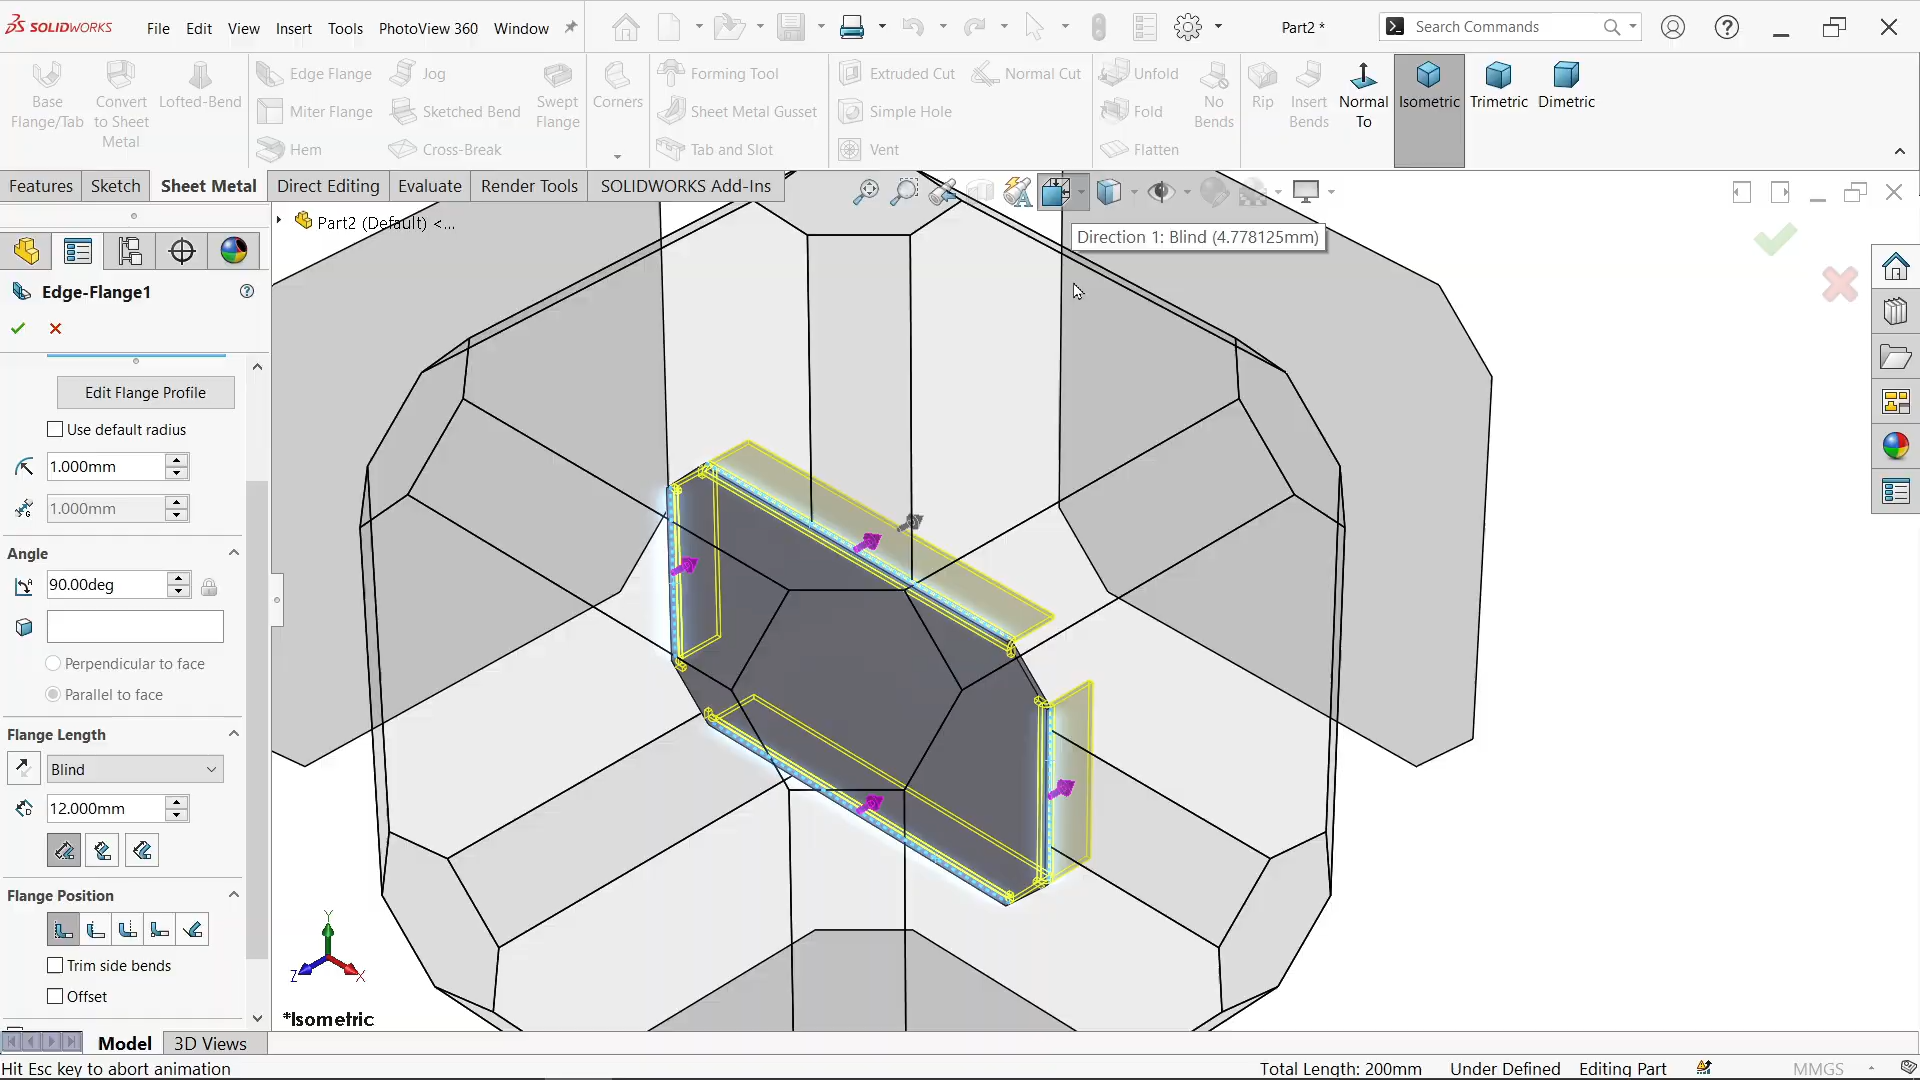 SOLIDWORKS File Edit View Insert Tools PhotoView 360 Window Part2 * Search Commands
Edge Flange Jog Forming Tool Extruded Cut Normal Cut Unfold
Base Flange/Tab Convert to Sheet Metal Lofted-Bend Miter Flange Sketched Bend Swept Flange Corners Sheet Metal Gusset Simple Hole Fold No Bends Rip Insert Bends Normal To Isometric Trimetric Dimetric
Hem Cross-Break Tab and Slot Vent Flatten
Features Sketch Sheet Metal Direct Editing Evaluate Render Tools SOLIDWORKS Add-Ins
Part2 (Default) <...
Direction 1: Blind (4.778125mm)
Edge-Flange1
Edit Flange Profile
Use default radius
1.000mm
1.000mm
Angle
90.00deg
Perpendicular to face
Parallel to face
Flange Length
Blind
12.000mm
Flange Position
Trim side bends
Offset
Y
Z X
*Isometric
Model 3D Views
Hit Esc key to abort animation Total Length: 200mm Under Defined Editing Part MMGS